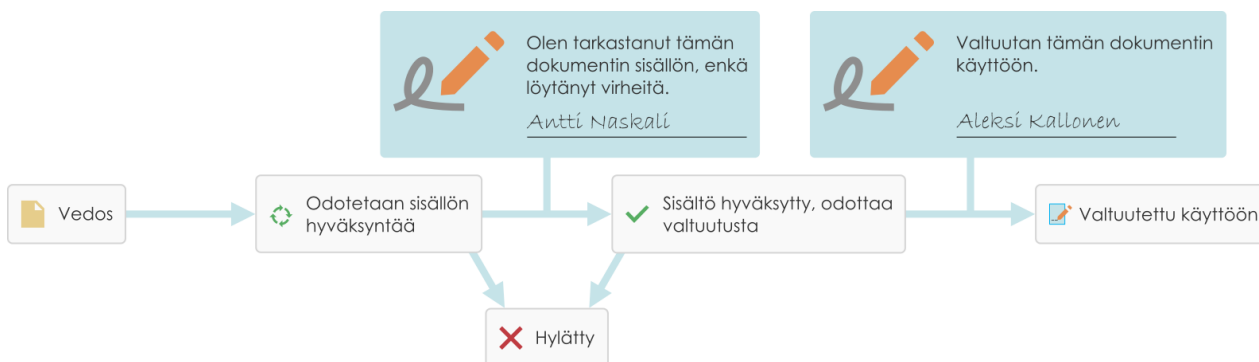 Olen tarkastanut tämän
dokumentin sisällön, enkä
löytänyt virheitä.
Antti Naskali
Valtuutan tämän dokumentin
käyttöön.
Aleksi Kallonen
Vedos
Odotetaan sisällön
hyväksyntää
Sisältö hyväksytty, odottaa
valtuutusta
Valtuutettu käyttöön
Hylätty